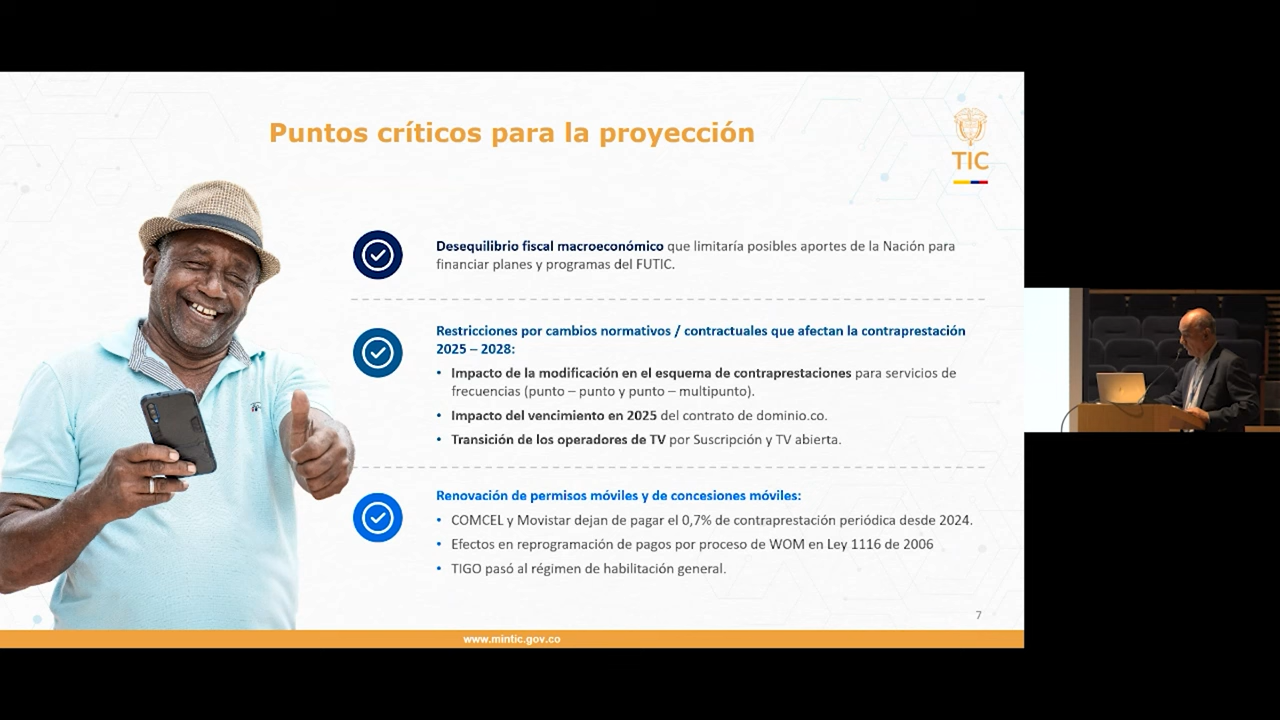 Puntos críticos para la proyección
TIC
Desequilibrio fiscal macroeconómico que limitaría posibles aportes de la Nación para
financiar planes y programas del FUTIC.
Restricciones por cambios normativos / contractuales que afectan la contraprestación
2025 – 2028:
• Impacto de la modificación en el esquema de contraprestaciones para servicios de
frecuencias (punto – punto y punto – multipunto).
• Impacto del vencimiento en 2025 del contrato de dominio.co.
• Transición de los operadores de TV por Suscripción y TV abierta.
Renovación de permisos móviles y de concesiones móviles:
• COMCEL y Movistar dejan de pagar el 0,7% de contraprestación periódica desde 2024.
• Efectos en reprogramación de pagos por proceso de WOM en Ley 1116 de 2006
• TIGO pasó al régimen de habilitación general.
7
www.mintic.gov.co